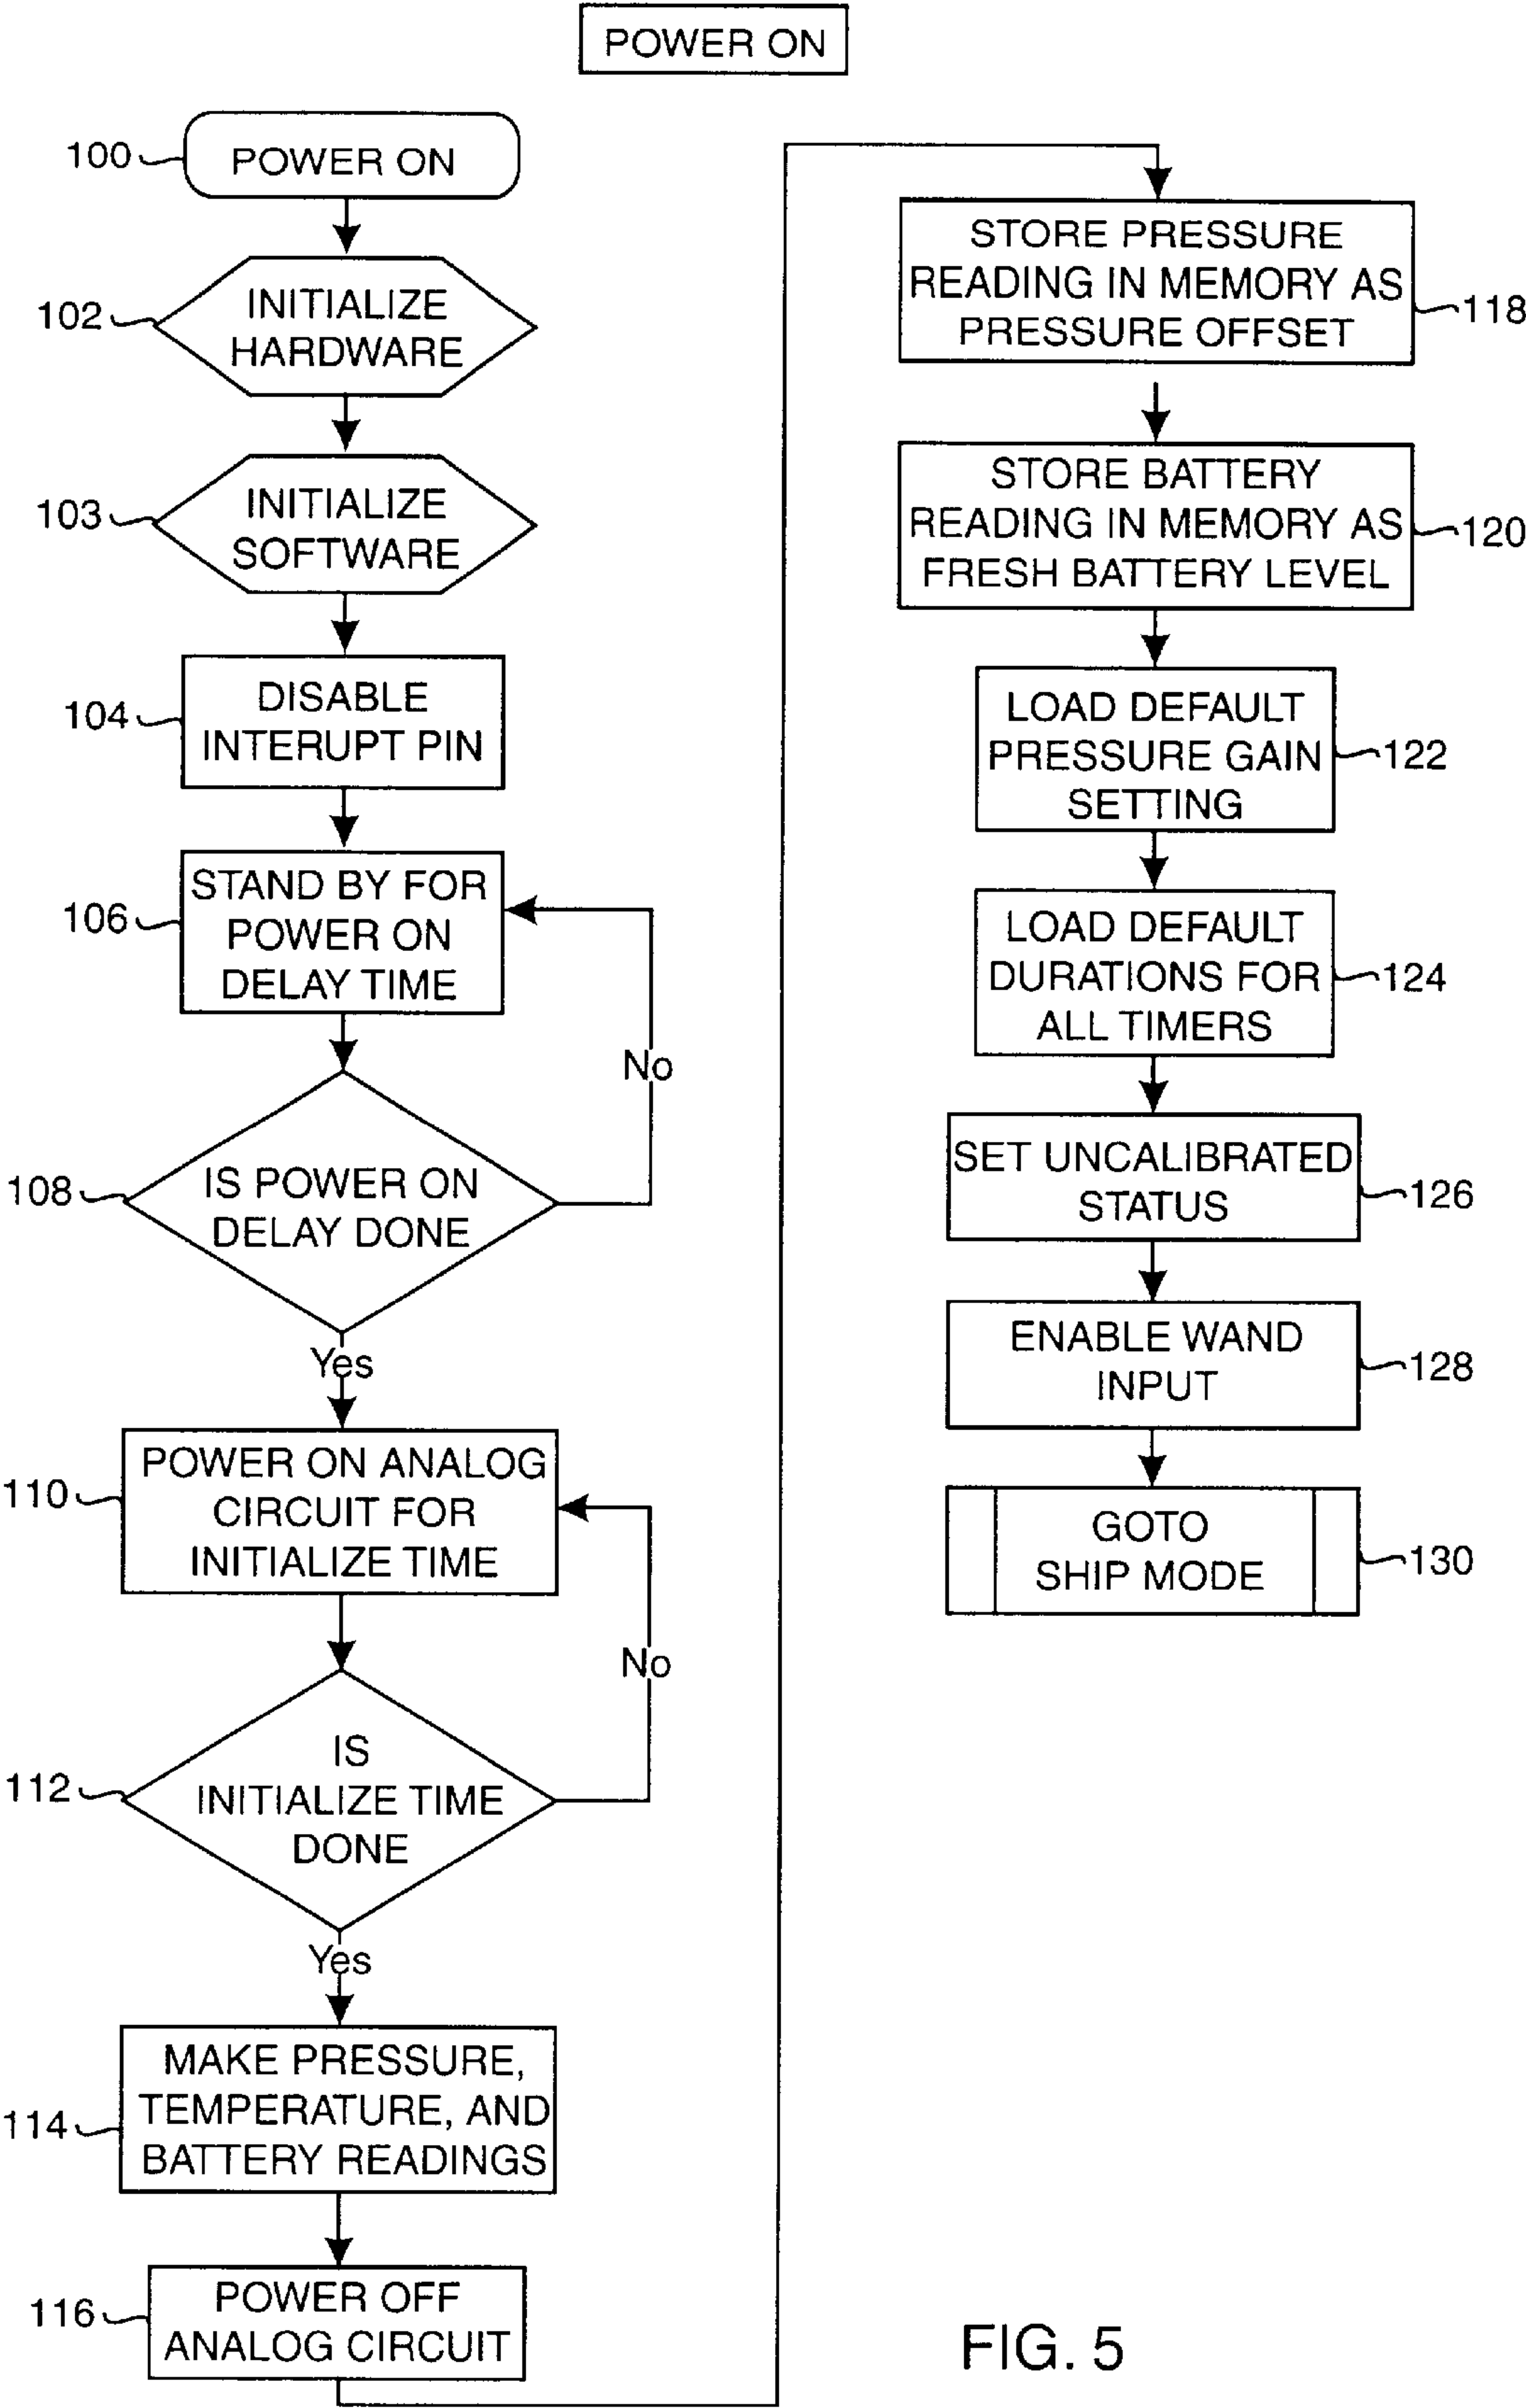 POWER ON
100
POWER ON
102
INITIALIZE
HARDWARE
103
INITIALIZE
SOFTWARE
104
DISABLE
INTERUPT PIN
106
STAND BY FOR
POWER ON
DELAY TIME
No
108
IS POWER ON
DELAY DONE
Yes
110
POWER ON ANALOG
CIRCUIT FOR
INITIALIZE TIME
No
112
IS
INITIALIZE TIME
DONE
Yes
114
MAKE PRESSURE,
TEMPERATURE, AND
BATTERY READINGS
116
POWER OFF
ANALOG CIRCUIT
STORE PRESSURE
READING IN MEMORY AS
PRESSURE OFFSET
118
STORE BATTERY
READING IN MEMORY AS
FRESH BATTERY LEVEL
120
LOAD DEFAULT
PRESSURE GAIN
SETTING
122
LOAD DEFAULT
DURATIONS FOR
ALL TIMERS
124
SET UNCALIBRATED
STATUS
126
ENABLE WAND
INPUT
128
GOTO
SHIP MODE
130
FIG. 5